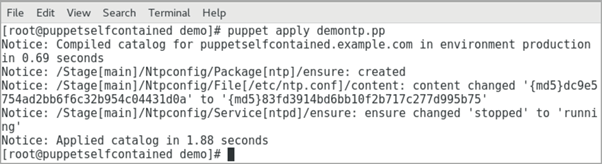 File Edit View Search Terminal Help
[root@puppetselfcontained demo]# puppet apply demontp.pp
Notice: Compiled catalog for puppetselfcontained.example.com in environment production
in 0.69 seconds
Notice: /Stage[main]/Ntpconfig/Package[ntp]/ensure: created
Notice: /Stage[main]/Ntpconfig/File[/etc/ntp.conf]/content: content changed '{md5}dc9e5
754ad2bb6f6c32b954c04431d0a' to '{md5}83fd3914bd6bb10f2b717c277d995b75'
Notice: /Stage[main]/Ntpconfig/Service[ntpd]/ensure: ensure changed 'stopped' to 'runni
ng'
Notice: Applied catalog in 1.88 seconds
[root@puppetselfcontained demo]#